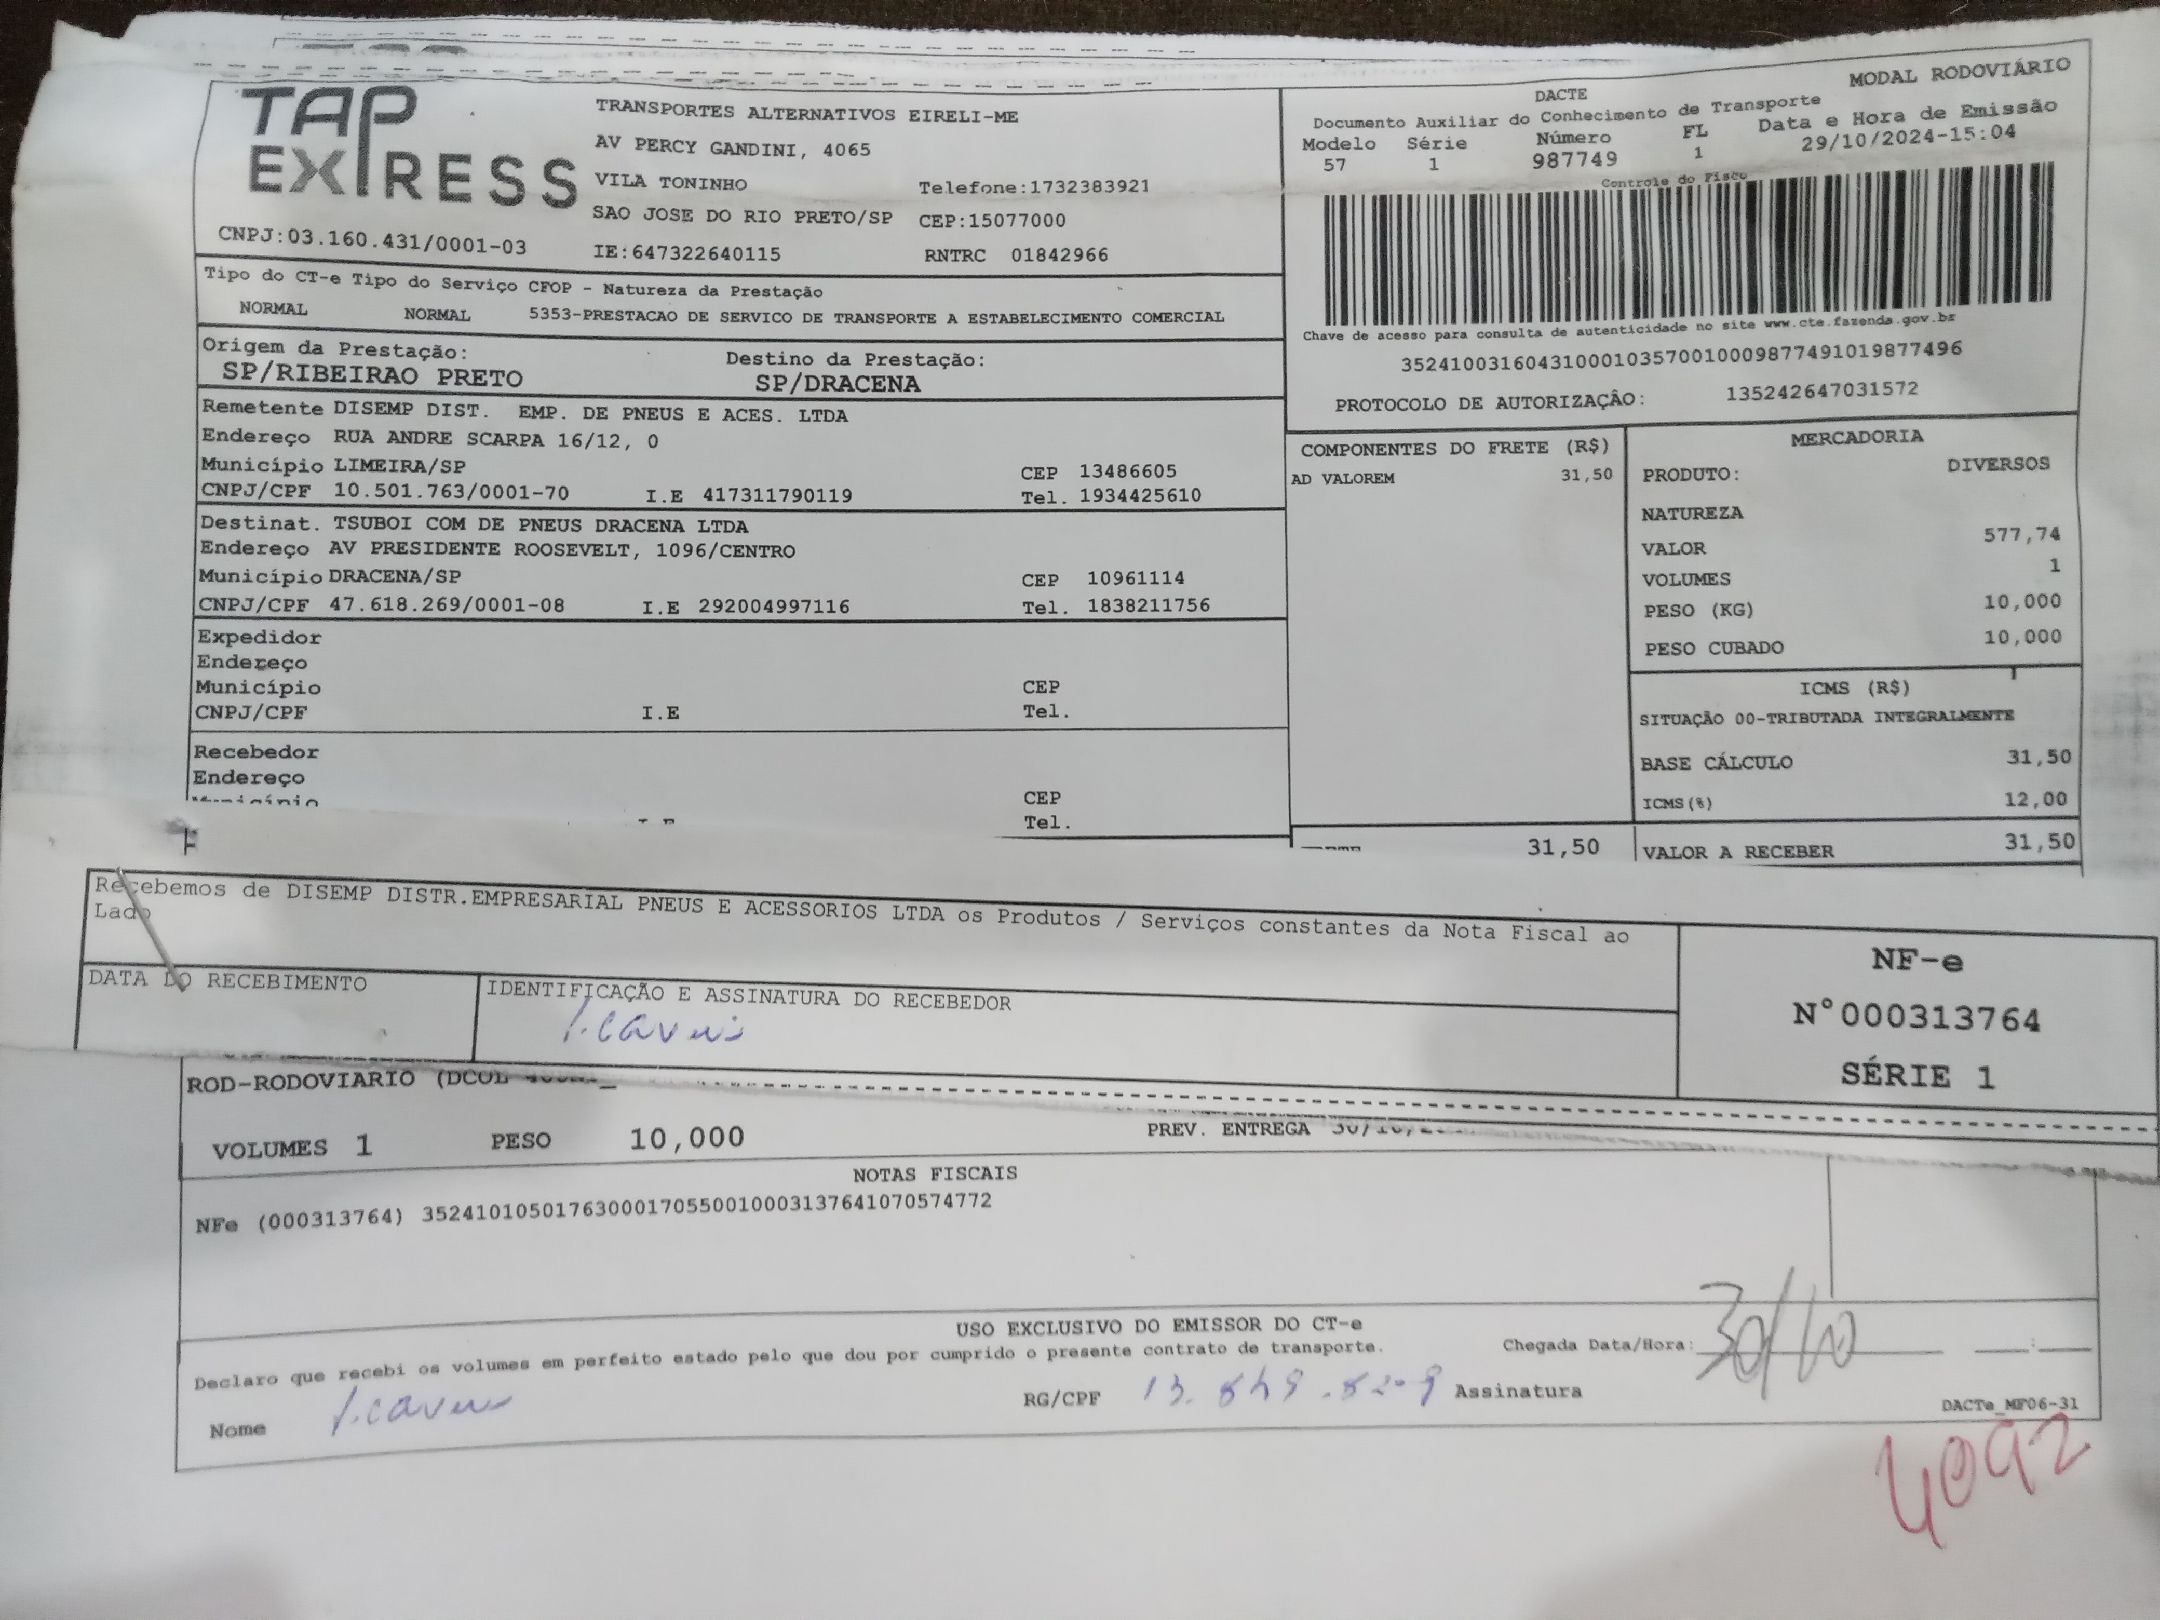 TAP EXPRESS
TRANSPORTES ALTERNATIVOS EIRELI-ME
AV PERCY GANDINI, 4065
VILA TONINHO Telefone:1732383921
SAO JOSE DO RIO PRETO/SP CEP:15077000
CNPJ:03.160.431/0001-03 IE:647322640115 RNTRC 01842966
MODAL RODOVIÁRIO
DACTE
Documento Auxiliar do Conhecimento de Transporte
Modelo Série Número FL Data e Hora de Emissão
57 1 987749 1 29/10/2024-15:04
Controle do Fisco
Chave de acesso para consulta de autenticidade no site www.cte.fazenda.gov.br
35241003160431000103570010009877491019877496
PROTOCOLO DE AUTORIZAÇÂO: 135242647031572
Tipo do CT-e Tipo do Serviço CFOP - Natureza da Prestação
NORMAL NORMAL 5353-PRESTACAO DE SERVICO DE TRANSPORTE A ESTABELECIMENTO COMERCIAL
Origem da Prestação: Destino da Prestação:
SP/RIBEIRAO PRETO SP/DRACENA
Remetente DISEMP DIST. EMP. DE PNEUS E ACES. LTDA
Endereço RUA ANDRE SCARPA 16/12, 0
Município LIMEIRA/SP CEP 13486605
CNPJ/CPF 10.501.763/0001-70 I.E 417311790119 Tel. 1934425610
Destinat. TSUBOI COM DE PNEUS DRACENA LTDA
Endereço AV PRESIDENTE ROOSEVELT, 1096/CENTRO
Município DRACENA/SP CEP 10961114
CNPJ/CPF 47.618.269/0001-08 I.E 292004997116 Tel. 1838211756
Expedidor
Endereço
Município CEP
CNPJ/CPF I.E Tel.
Recebedor
Endereço
Município CEP
Tel.
COMPONENTES DO FRETE (R$)
AD VALOREM 31,50
31,50
MERCADORIA
PRODUTO: DIVERSOS
NATUREZA
VALOR 577,74
VOLUMES 1
PESO (KG) 10,000
PESO CUBADO 10,000
ICMS (R$)
SITUAÇÃO 00-TRIBUTADA INTEGRALMENTE
BASE CÁLCULO 31,50
ICMS(%) 12,00
VALOR A RECEBER 31,50
Recebemos de DISEMP DISTR.EMPRESARIAL PNEUS E ACESSORIOS LTDA os Produtos / Serviços constantes da Nota Fiscal ao
Lado
DATA DO RECEBIMENTO IDENTIFICAÇÃO E ASSINATURA DO RECEBEDOR
NF-e
N°000313764
SÉRIE 1
ROD-RODOVIARIO
VOLUMES 1 PESO 10,000 PREV. ENTREGA
NOTAS FISCAIS
NFe (000313764) 35241010501763000170550010003137641070574772
USO EXCLUSIVO DO EMISSOR DO CT-e
Declaro que recebi os volumes em perfeito estado pelo que dou por cumprido o presente contrato de transporte.
Chegada Data/Hora: 30/10
Nome RG/CPF Assinatura
DACTe_MF06-31
4092